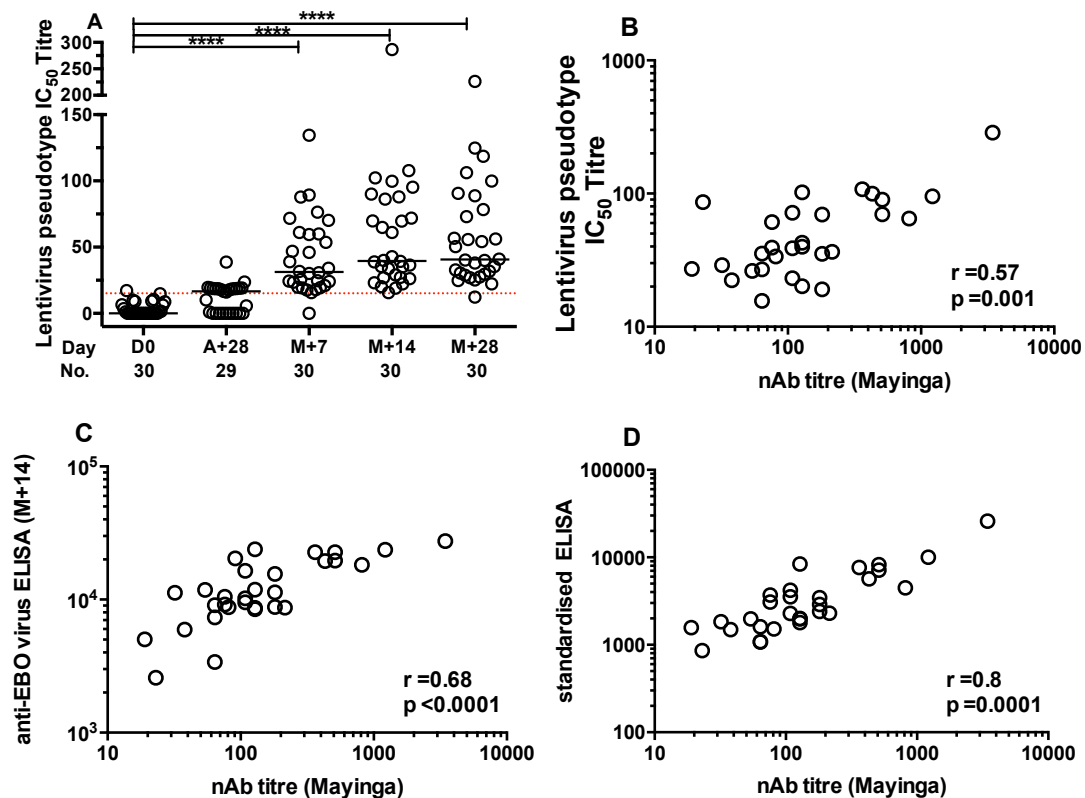 A
****
****
****
Lentivirus pseudotype IC50 Titre
300
275
250
225
200
150
100
50
0
Day D0 A+28 M+7 M+14 M+28
No. 30 29 30 30 30
B
Lentivirus pseudotype
IC50 Titre
1000
100
10
r =0.57
p =0.001
10 100 1000 10000
nAb titre (Mayinga)
C
anti-EBO virus ELISA (M+14)
10^5
10^4
10^3
r =0.68
p <0.0001
10 100 1000 10000
nAb titre (Mayinga)
D
standardised ELISA
100000
10000
1000
100
r =0.8
p =0.0001
10 100 1000 10000
nAb titre (Mayinga)